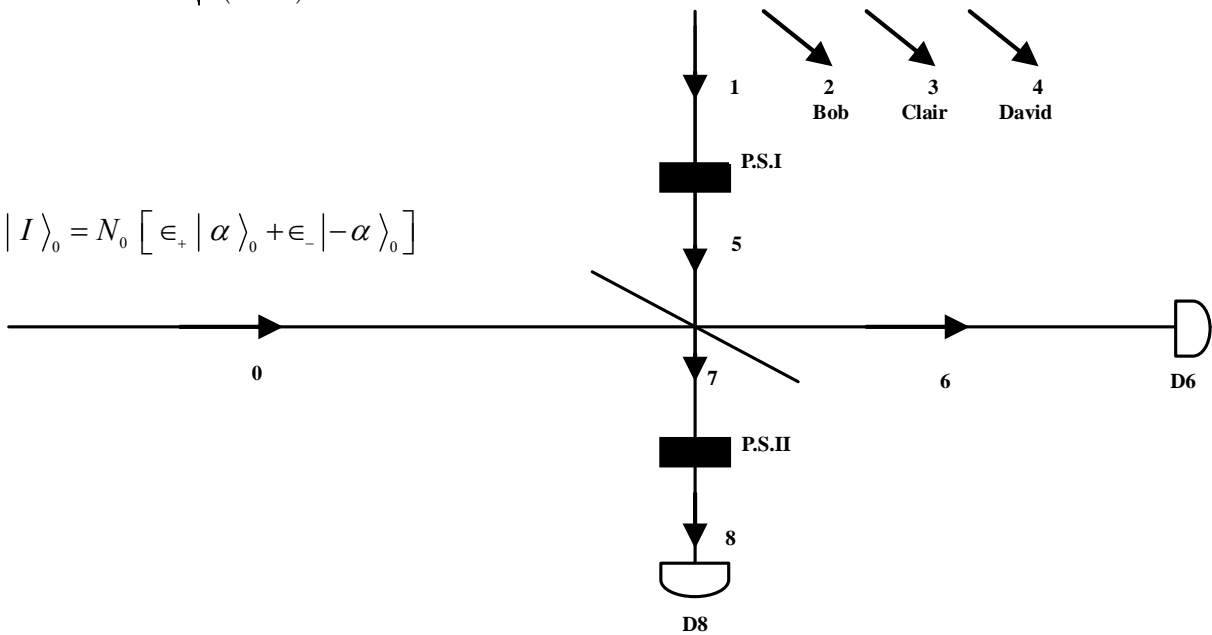 1
2
3
4
Bob
Clair
David
P.S.I
| I ⟩₀ = N₀ [ ∈₊ | α ⟩₀ + ∈₋ | −α ⟩₀ ]
5
0
7
6
D6
P.S.II
8
D8